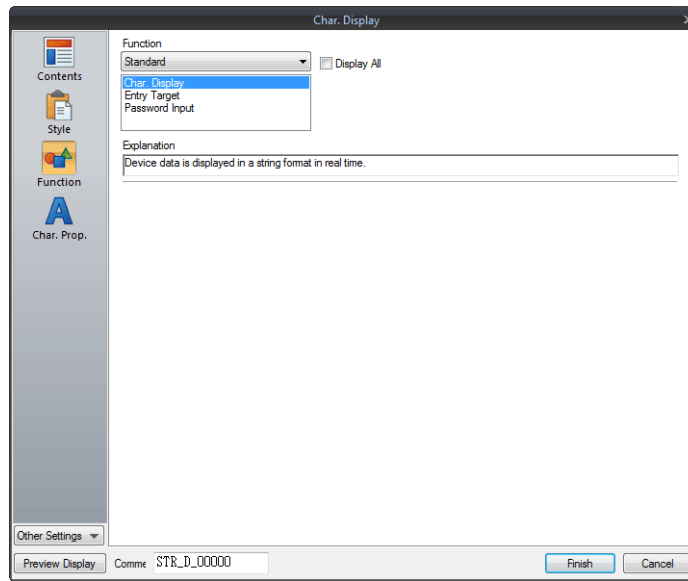 Char. Display
Contents
Style
Function
Char. Prop.
Function
Standard
Display All
Char. Display
Entry Target
Password Input
Explanation
Device data is displayed in a string format in real time.
Other Settings
Preview Display
Comme
STR_D_00000
Finish
Cancel